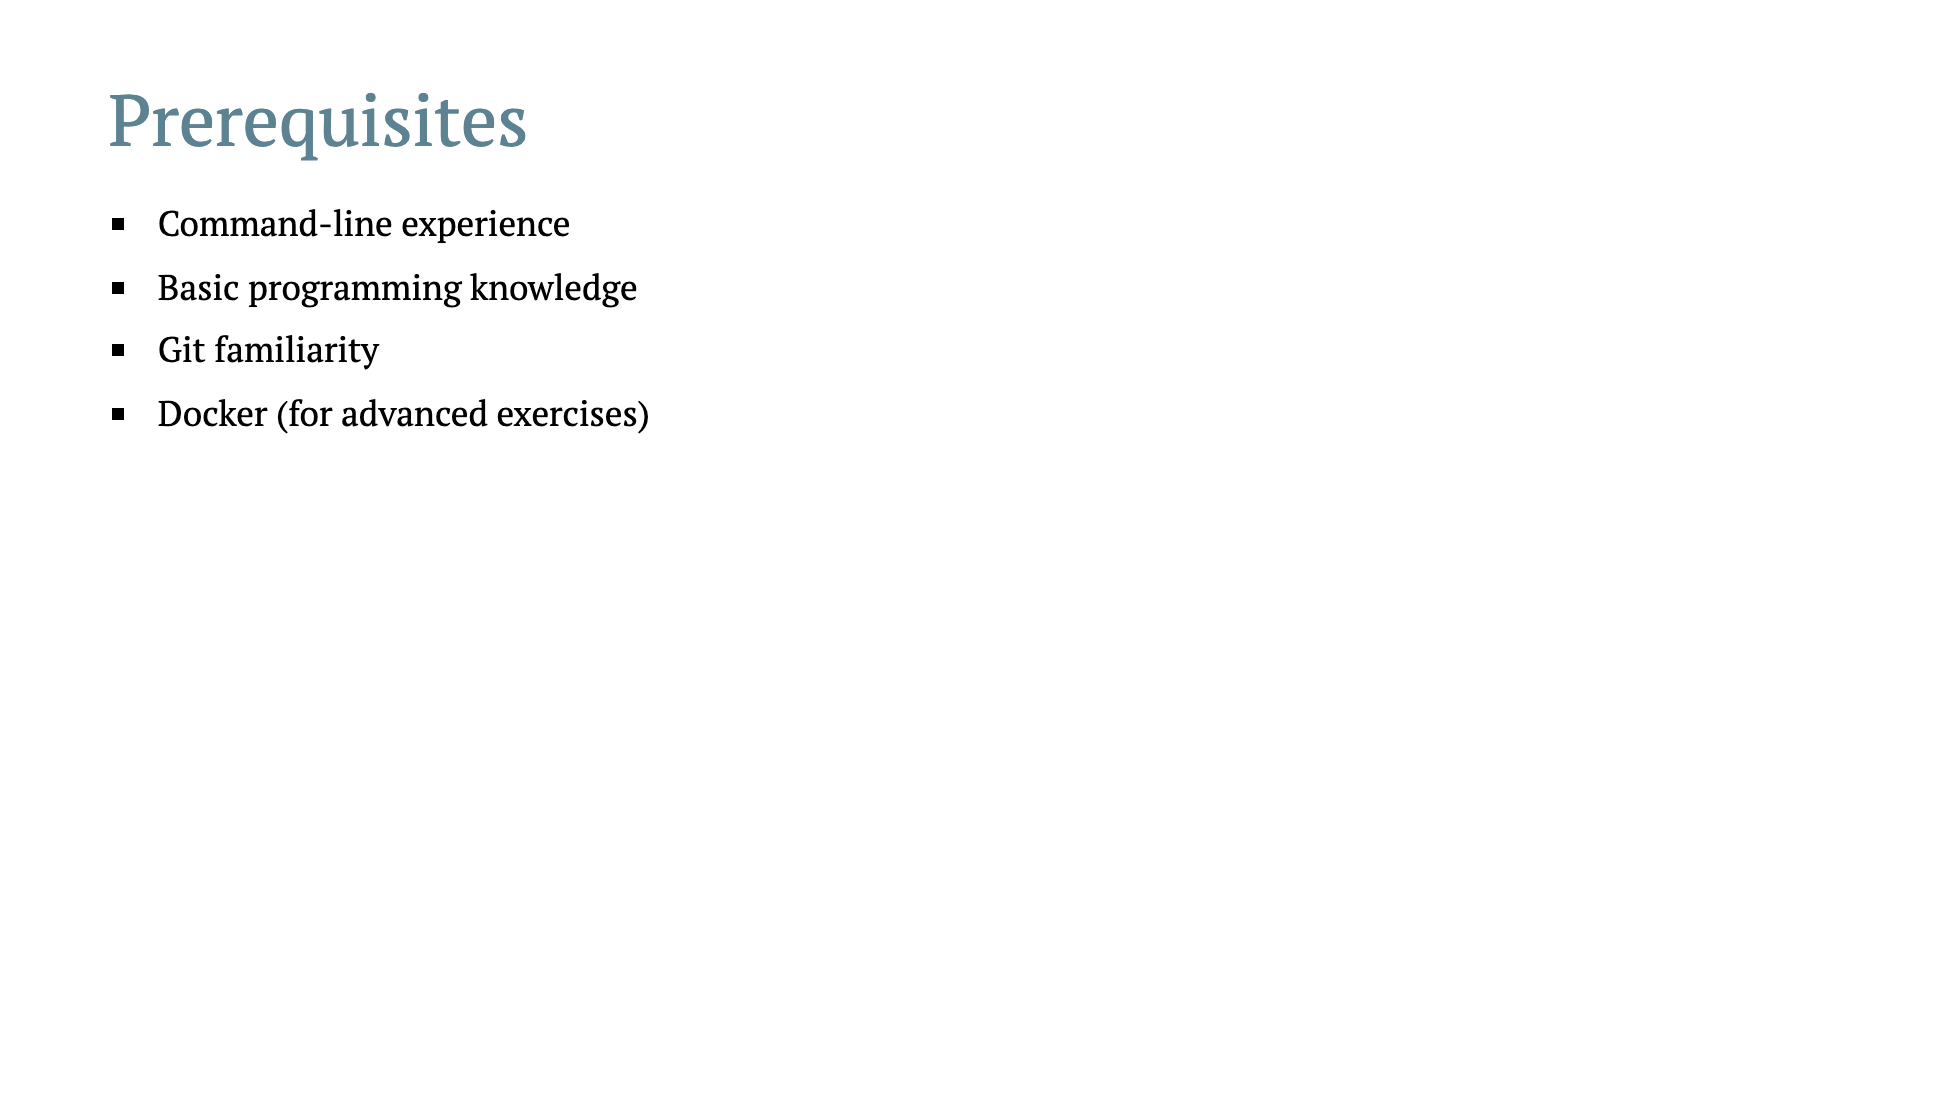 Prerequisites
▪ Command-line experience
▪ Basic programming knowledge
▪ Git familiarity
▪ Docker (for advanced exercises)